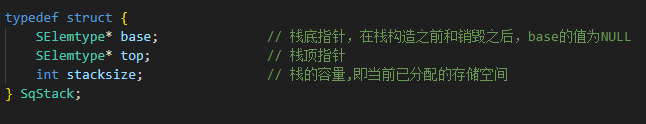 typedef struct {
    SElemtype* base;               // 栈底指针，在栈构造之前和销毁之后，base的值为NULL
    SElemtype* top;                // 栈顶指针
    int stacksize;                 // 栈的容量,即当前已分配的存储空间
} SqStack;